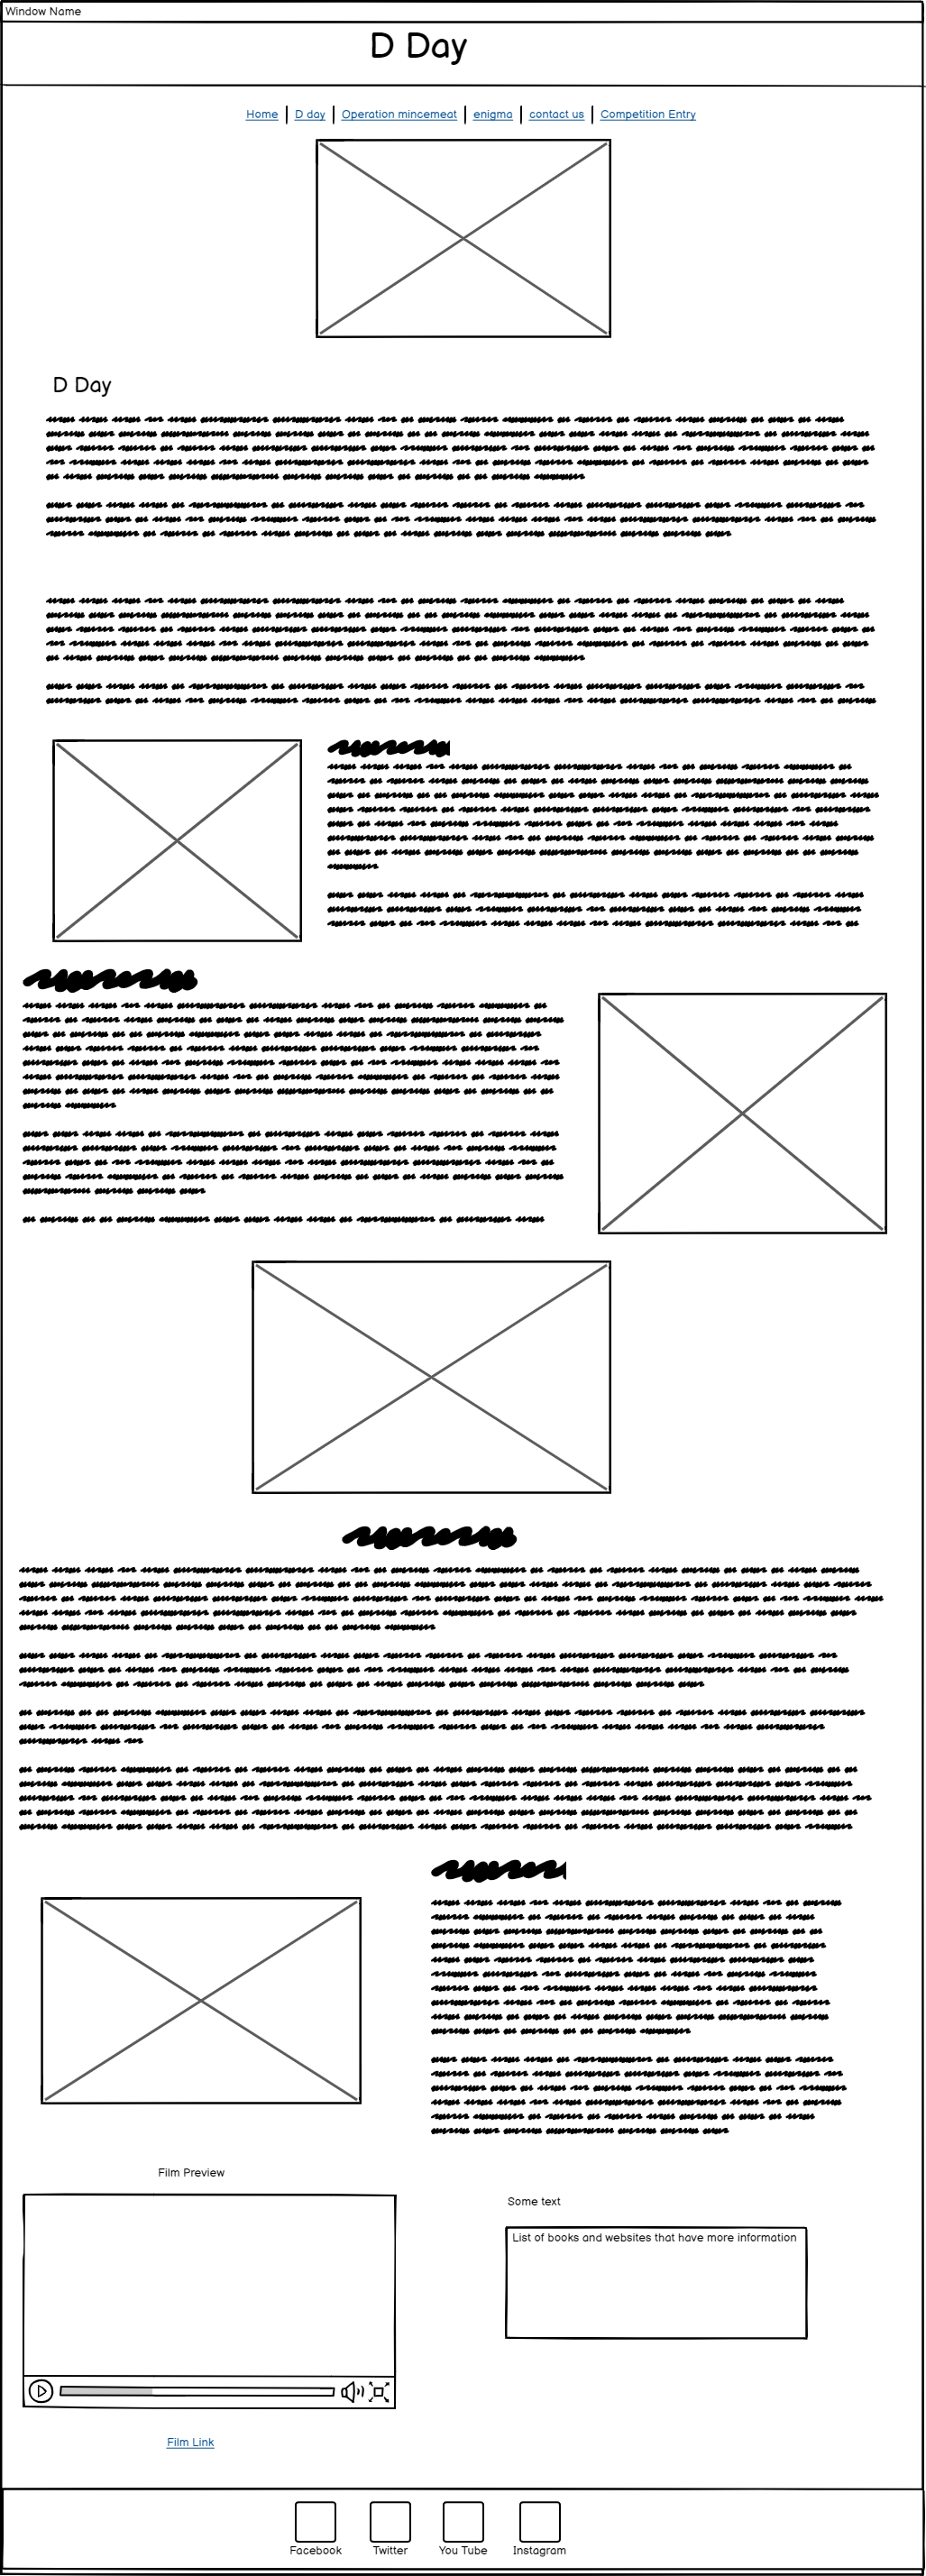 Window Name
D Day
Home | D day | Operation mincemeat | enigma | contact us | Competition Entry
D Day
Film Preview
Some text
List of books and websites that have more information
Film Link
Facebook Twitter You Tube Instagram